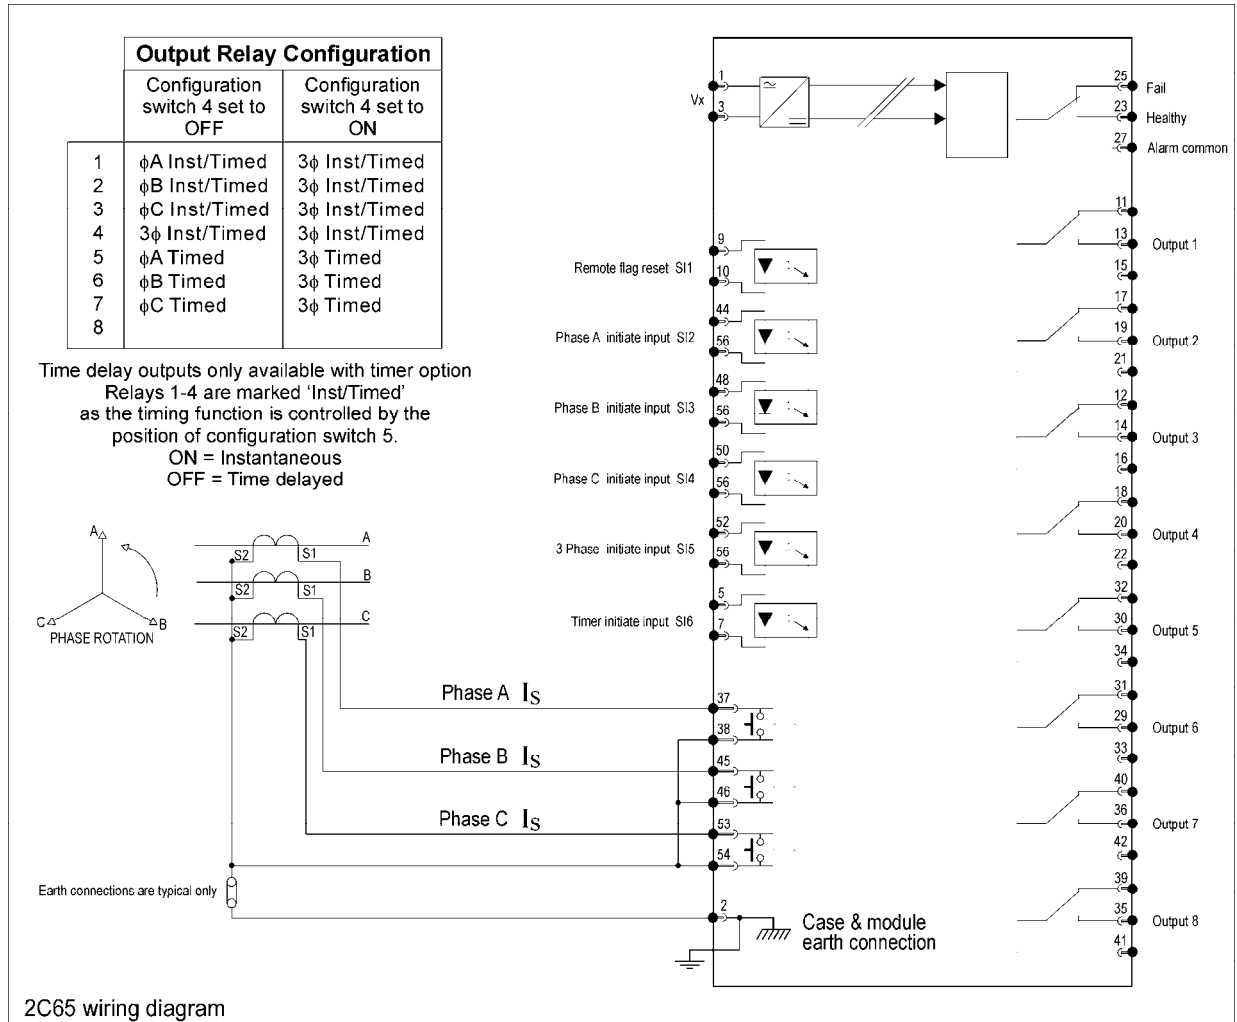 Output Relay Configuration
Configuration switch 4 set to OFF
Configuration switch 4 set to ON
1 ϕA Inst/Timed 3ϕ Inst/Timed
2 ϕB Inst/Timed 3ϕ Inst/Timed
3 ϕC Inst/Timed 3ϕ Inst/Timed
4 3ϕ Inst/Timed 3ϕ Inst/Timed
5 ϕA Timed 3ϕ Timed
6 ϕB Timed 3ϕ Timed
7 ϕC Timed 3ϕ Timed
8
Time delay outputs only available with timer option
Relays 1-4 are marked ‘Inst/Timed’
as the timing function is controlled by the
position of configuration switch 5.
ON = Instantaneous
OFF = Time delayed
A
C
B
PHASE ROTATION
A
S2 S1
B
S2 S1
C
S2 S1
Phase A IS
Phase B IS
Phase C IS
Earth connections are typical only
Vx
1
3
9
Remote flag reset SI1
10
44
Phase A initiate input SI2
56
48
Phase B initiate input SI3
56
50
Phase C initiate input SI4
56
52
3 Phase initiate input SI5
56
5
Timer initiate input SI6
7
37
38
45
46
53
54
2
Case & module
earth connection
25 Fail
23 Healthy
27 Alarm common
11
13 Output 1
15
17
19 Output 2
21
12
14 Output 3
16
18
20 Output 4
22
32
30 Output 5
34
31
29 Output 6
33
40
36 Output 7
42
39
35 Output 8
41
2C65 wiring diagram